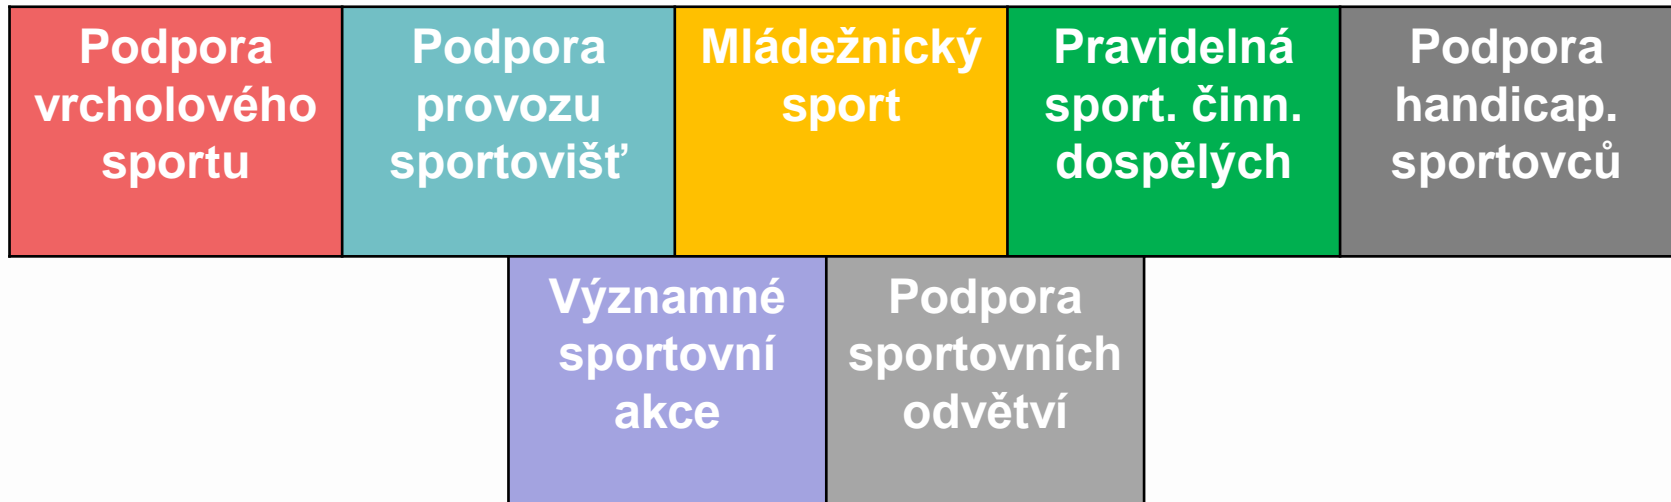 Podpora
vrcholového
sportu
Podpora
provozu
sportovišť
Mládežnický
sport
Pravidelná
sport. činn.
dospělých
Podpora
handicap.
sportovců
Významné
sportovní
akce
Podpora
sportovních
odvětví